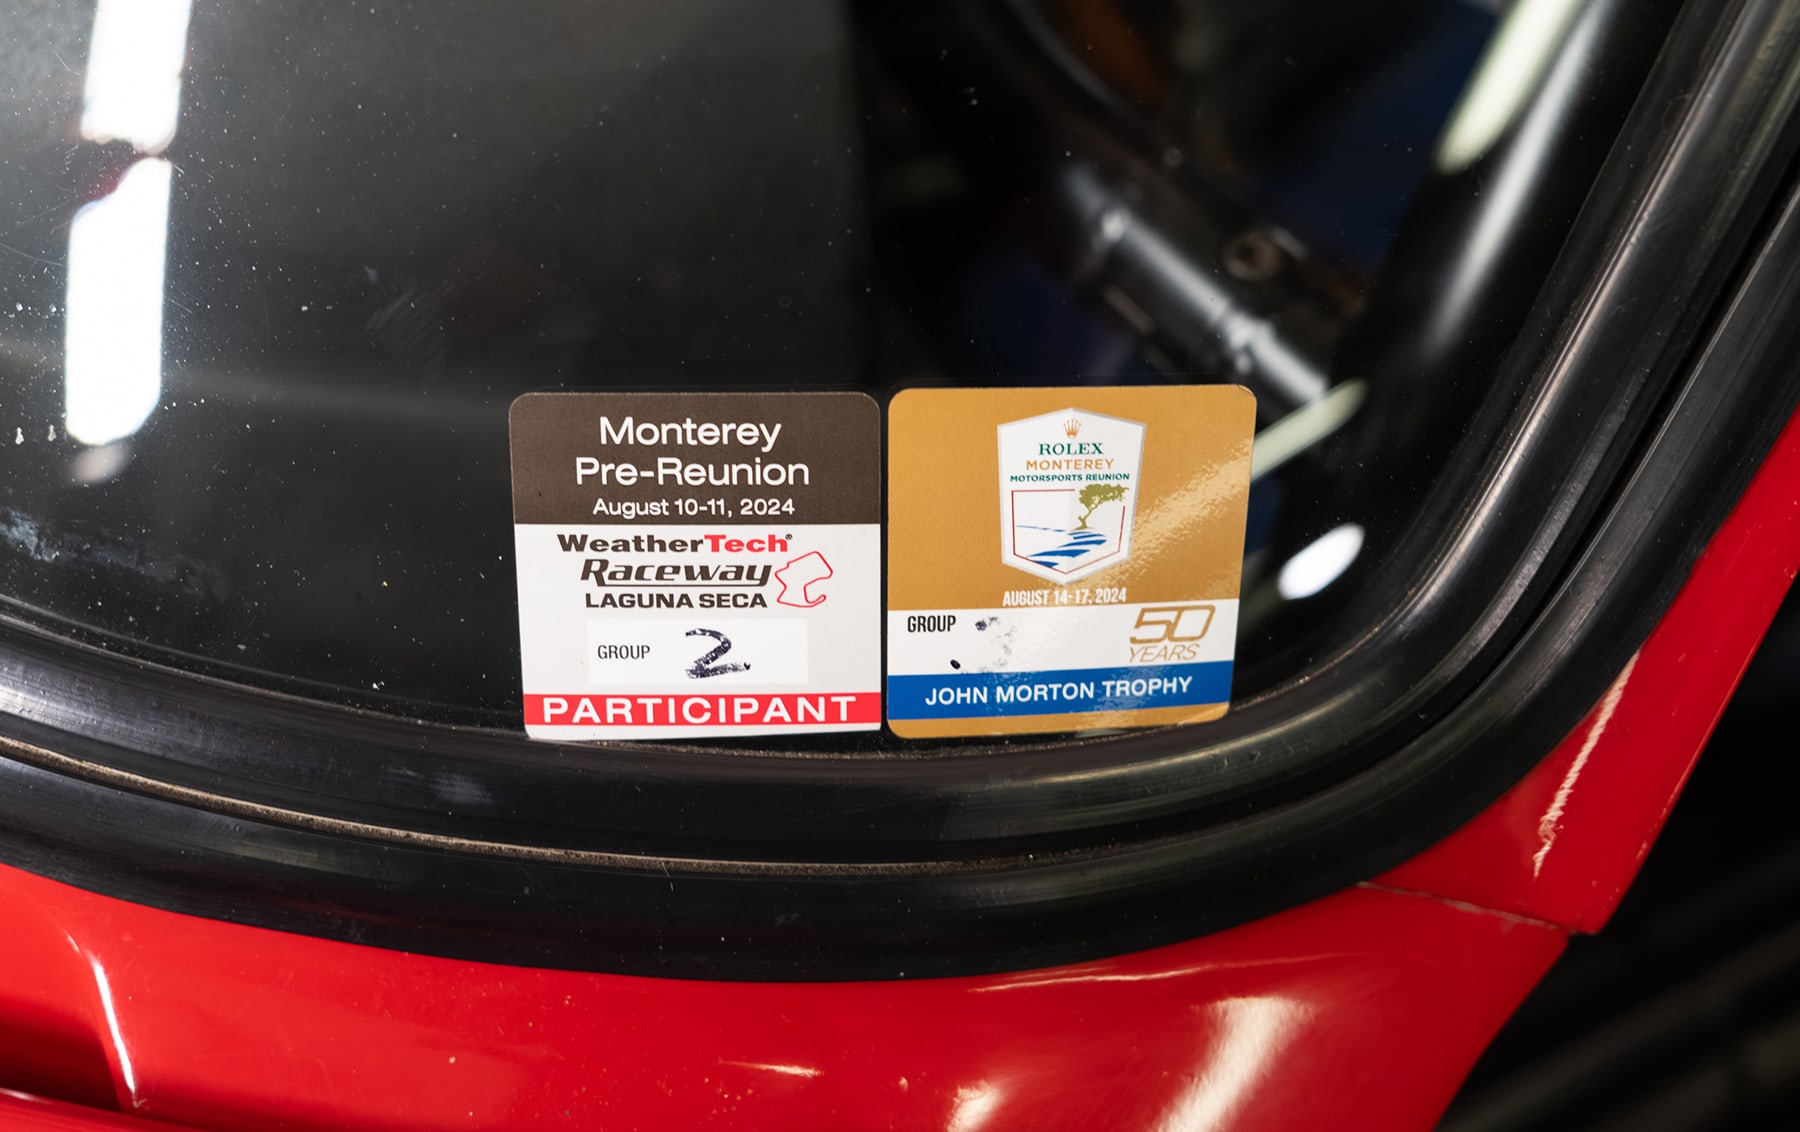 Monterey
Pre-Reunion
August 10-11, 2024
WeatherTech®
Raceway
LAGUNA SECA
GROUP 2
PARTICIPANT
ROLEX
MONTEREY
MOTORSPORTS REUNION
AUGUST 14-17, 2024
GROUP
50
YEARS
JOHN MORTON TROPHY